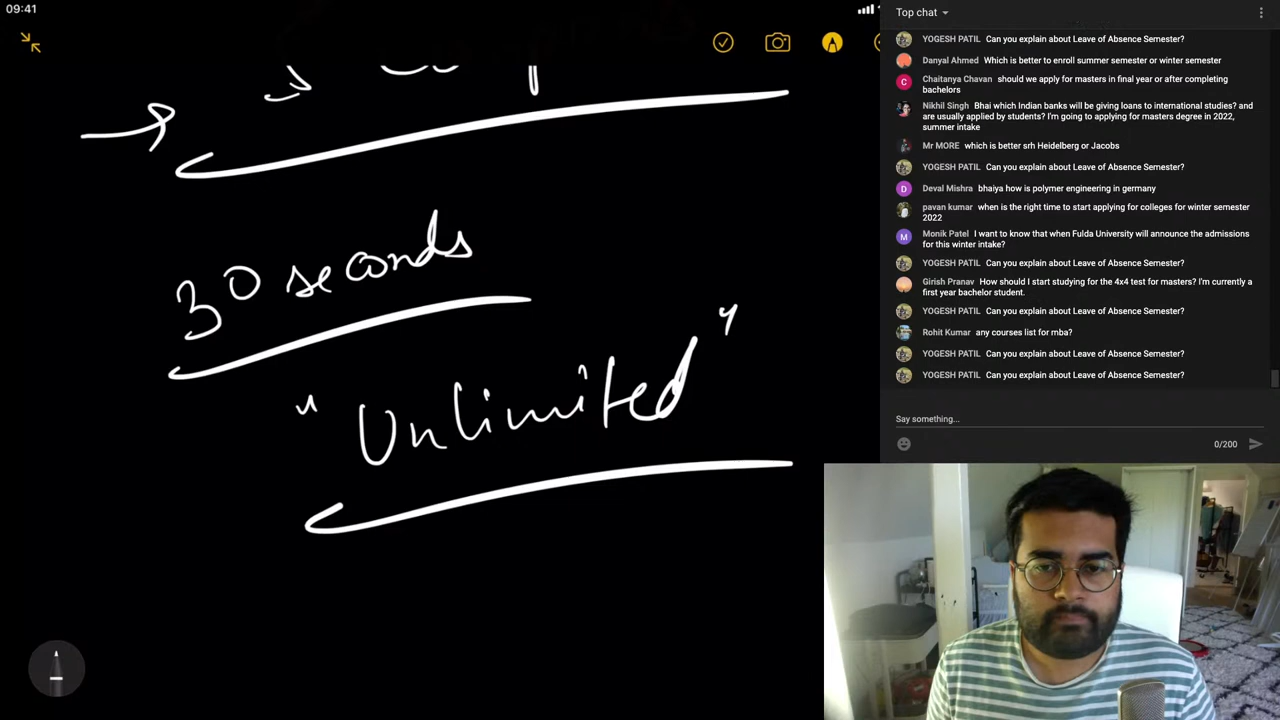 09:41
30 seconds
"Unlimited"
Top chat
YOGESH PATIL Can you explain about Leave of Absence Semester?
Danyal Ahmed Which is better to enroll summer semester or winter semester
C Chaitanya Chavan should we apply for masters in final year or after completing
bachelors
Nikhil Singh Bhai which Indian banks will be giving loans to international studies? and
are usually applied by students? I'm going to applying for masters degree in 2022,
summer intake
Mr MORE which is better srh Heidelberg or Jacobs
YOGESH PATIL Can you explain about Leave of Absence Semester?
D Deval Mishra bhaiya how is polymer engineering in germany
pavan kumar when is the right time to start applying for colleges for winter semester
2022
M Monik Patel I want to know that when Fulda University will announce the admissions
for this winter intake?
YOGESH PATIL Can you explain about Leave of Absence Semester?
Girish Pranav How should I start studying for the 4x4 test for masters? I'm currently a
first year bachelor student.
YOGESH PATIL Can you explain about Leave of Absence Semester?
Rohit Kumar any courses list for mba?
YOGESH PATIL Can you explain about Leave of Absence Semester?
YOGESH PATIL Can you explain about Leave of Absence Semester?
Say something...
0/200